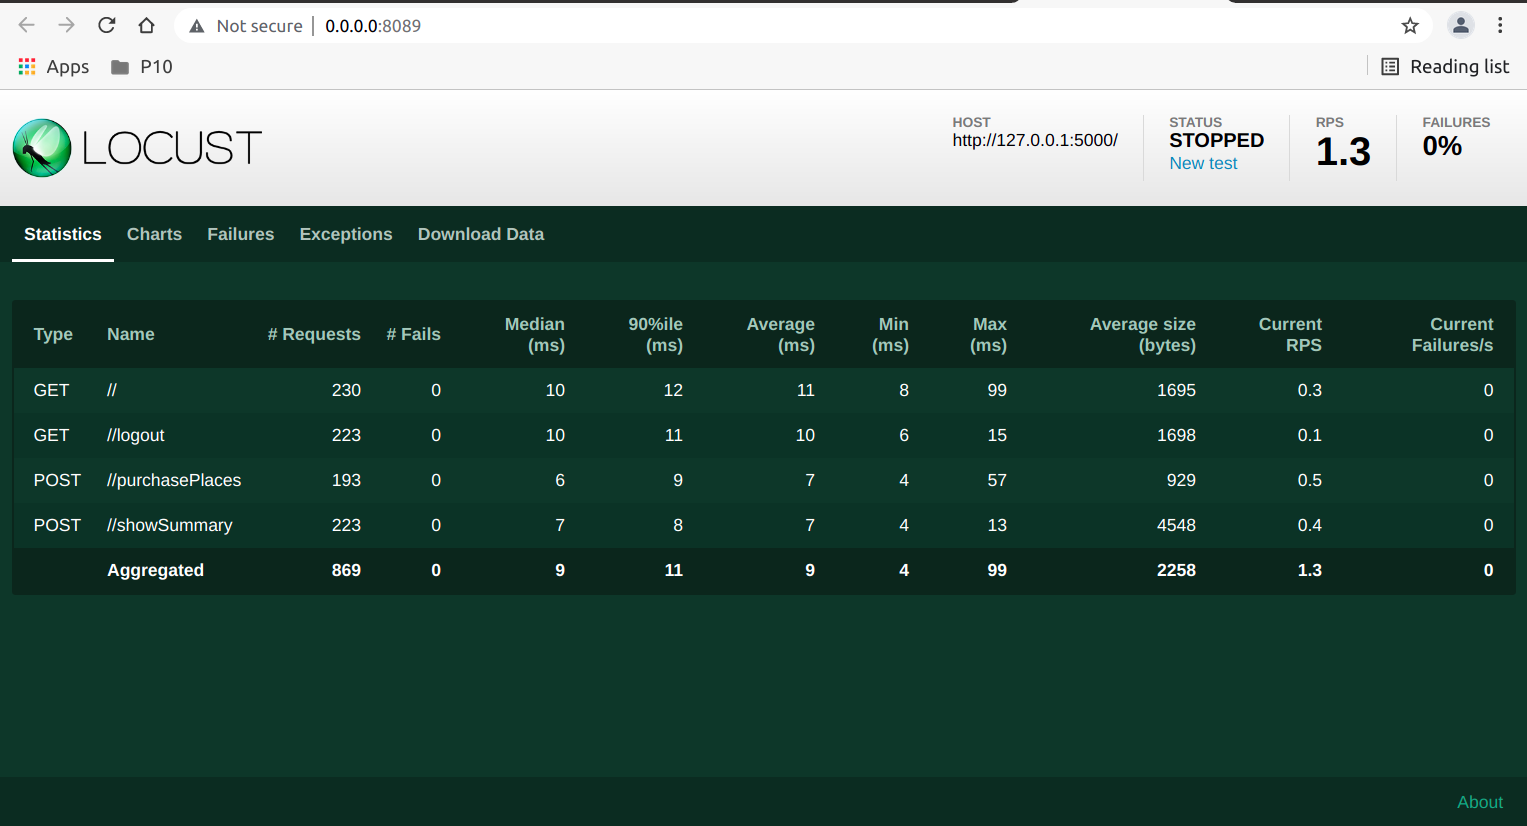 Not secure | 0.0.0.0:8089
Apps P10 Reading list
LOCUST
HOST STATUS RPS FAILURES
http://127.0.0.1:5000/ STOPPED 1.3 0%
New test
Statistics Charts Failures Exceptions Download Data
Type Name # Requests # Fails Median (ms) 90%ile (ms) Average (ms) Min (ms) Max (ms) Average size (bytes) Current RPS Current Failures/s
GET // 230 0 10 12 11 8 99 1695 0.3 0
GET //logout 223 0 10 11 10 6 15 1698 0.1 0
POST //purchasePlaces 193 0 6 9 7 4 57 929 0.5 0
POST //showSummary 223 0 7 8 7 4 13 4548 0.4 0
Aggregated 869 0 9 11 9 4 99 2258 1.3 0
About